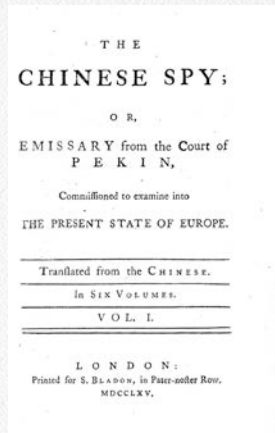 THE
CHINESE SPY;
OR,
EMISSARY from the Court of
PEKIN,
Commiſſioned to examine into
THE PRESENT STATE OF EUROPE.
Tranſlated from the CHINESE.
In SIX VOLUMES.
VOL. I.
LONDON:
Printed for S. BLADON, in Pater-noſter Row.
MDCCLXV.